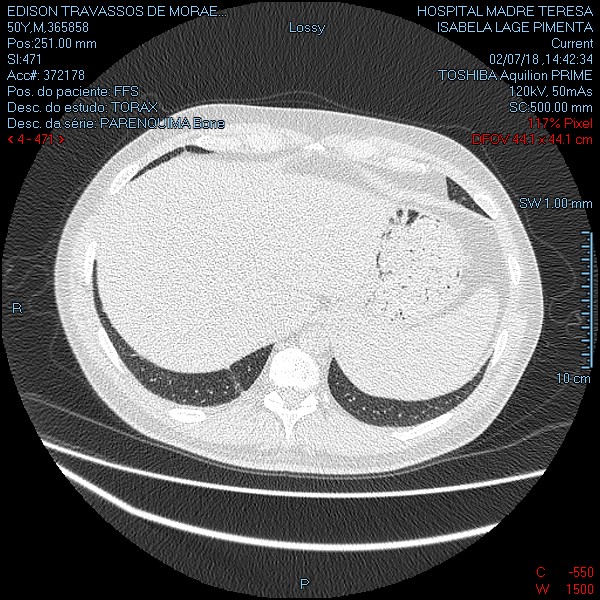 EDISON TRAVASSOS DE MORAE...
50Y,M,365858
Pos:251.00 mm
SI:471
Acc#: 372178
Pos. do paciente: FFS
Desc. do estudo: TORAX
Desc. da série: PARENQUIMA Bone
< 4 - 471 >
Lossy
HOSPITAL MADRE TERESA
ISABELA LAGE PIMENTA
Current
02/07/18 ,14:42:34
TOSHIBA Aquilion PRIME
120kV, 50mAs
SC:500.00 mm
117% Pixel
DFOV:44.1 x 44.1 cm
SW:1.00 mm
R
10 cm
P
C -550
W 1500